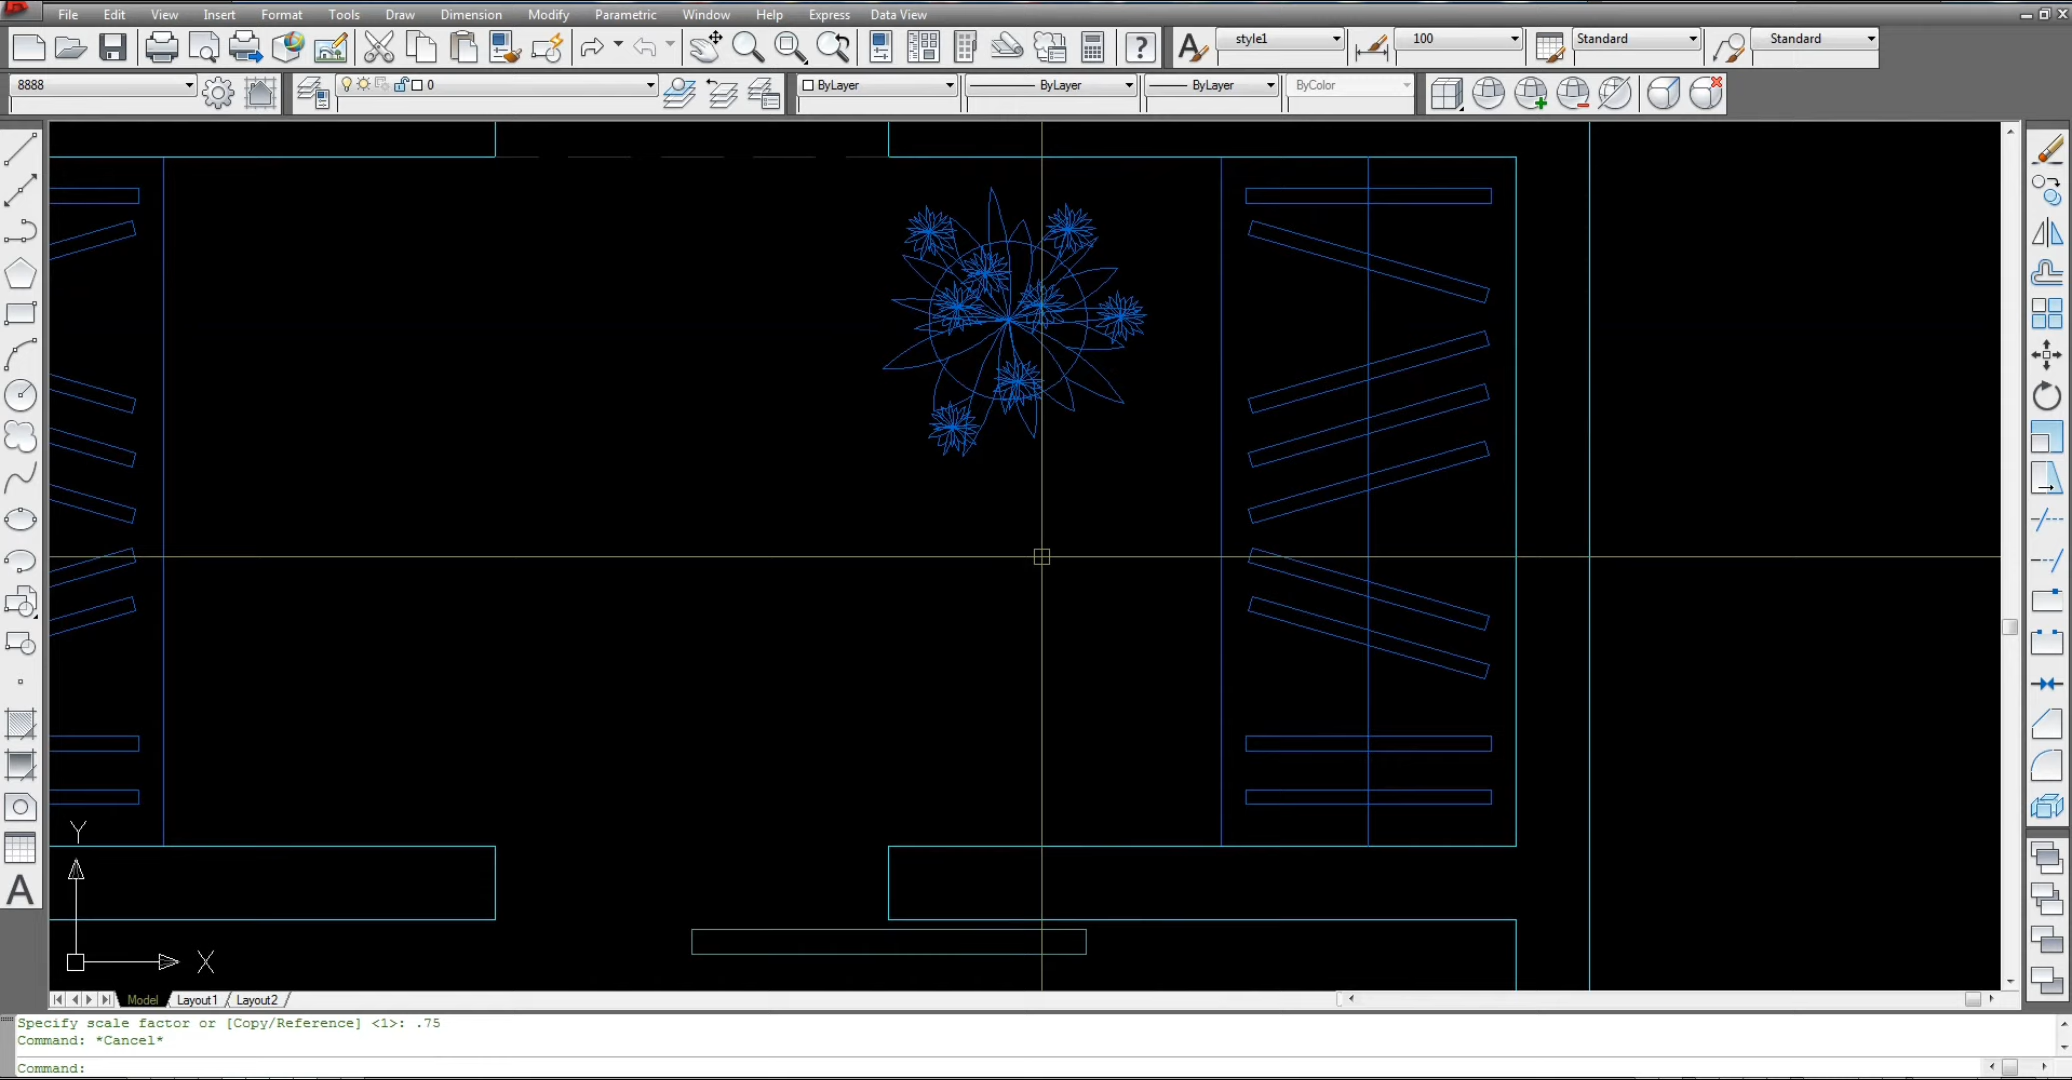 File Edit View Insert Format Tools Draw Dimension Modify Parametric Window Help Express Data View
style1 100 Standard Standard
8888 0 ByLayer ByLayer ByLayer ByColor
Y
X
Model Layout1 Layout2
Specify scale factor or [Copy/Reference] <1>: .75
Command: *Cancel*
Command: